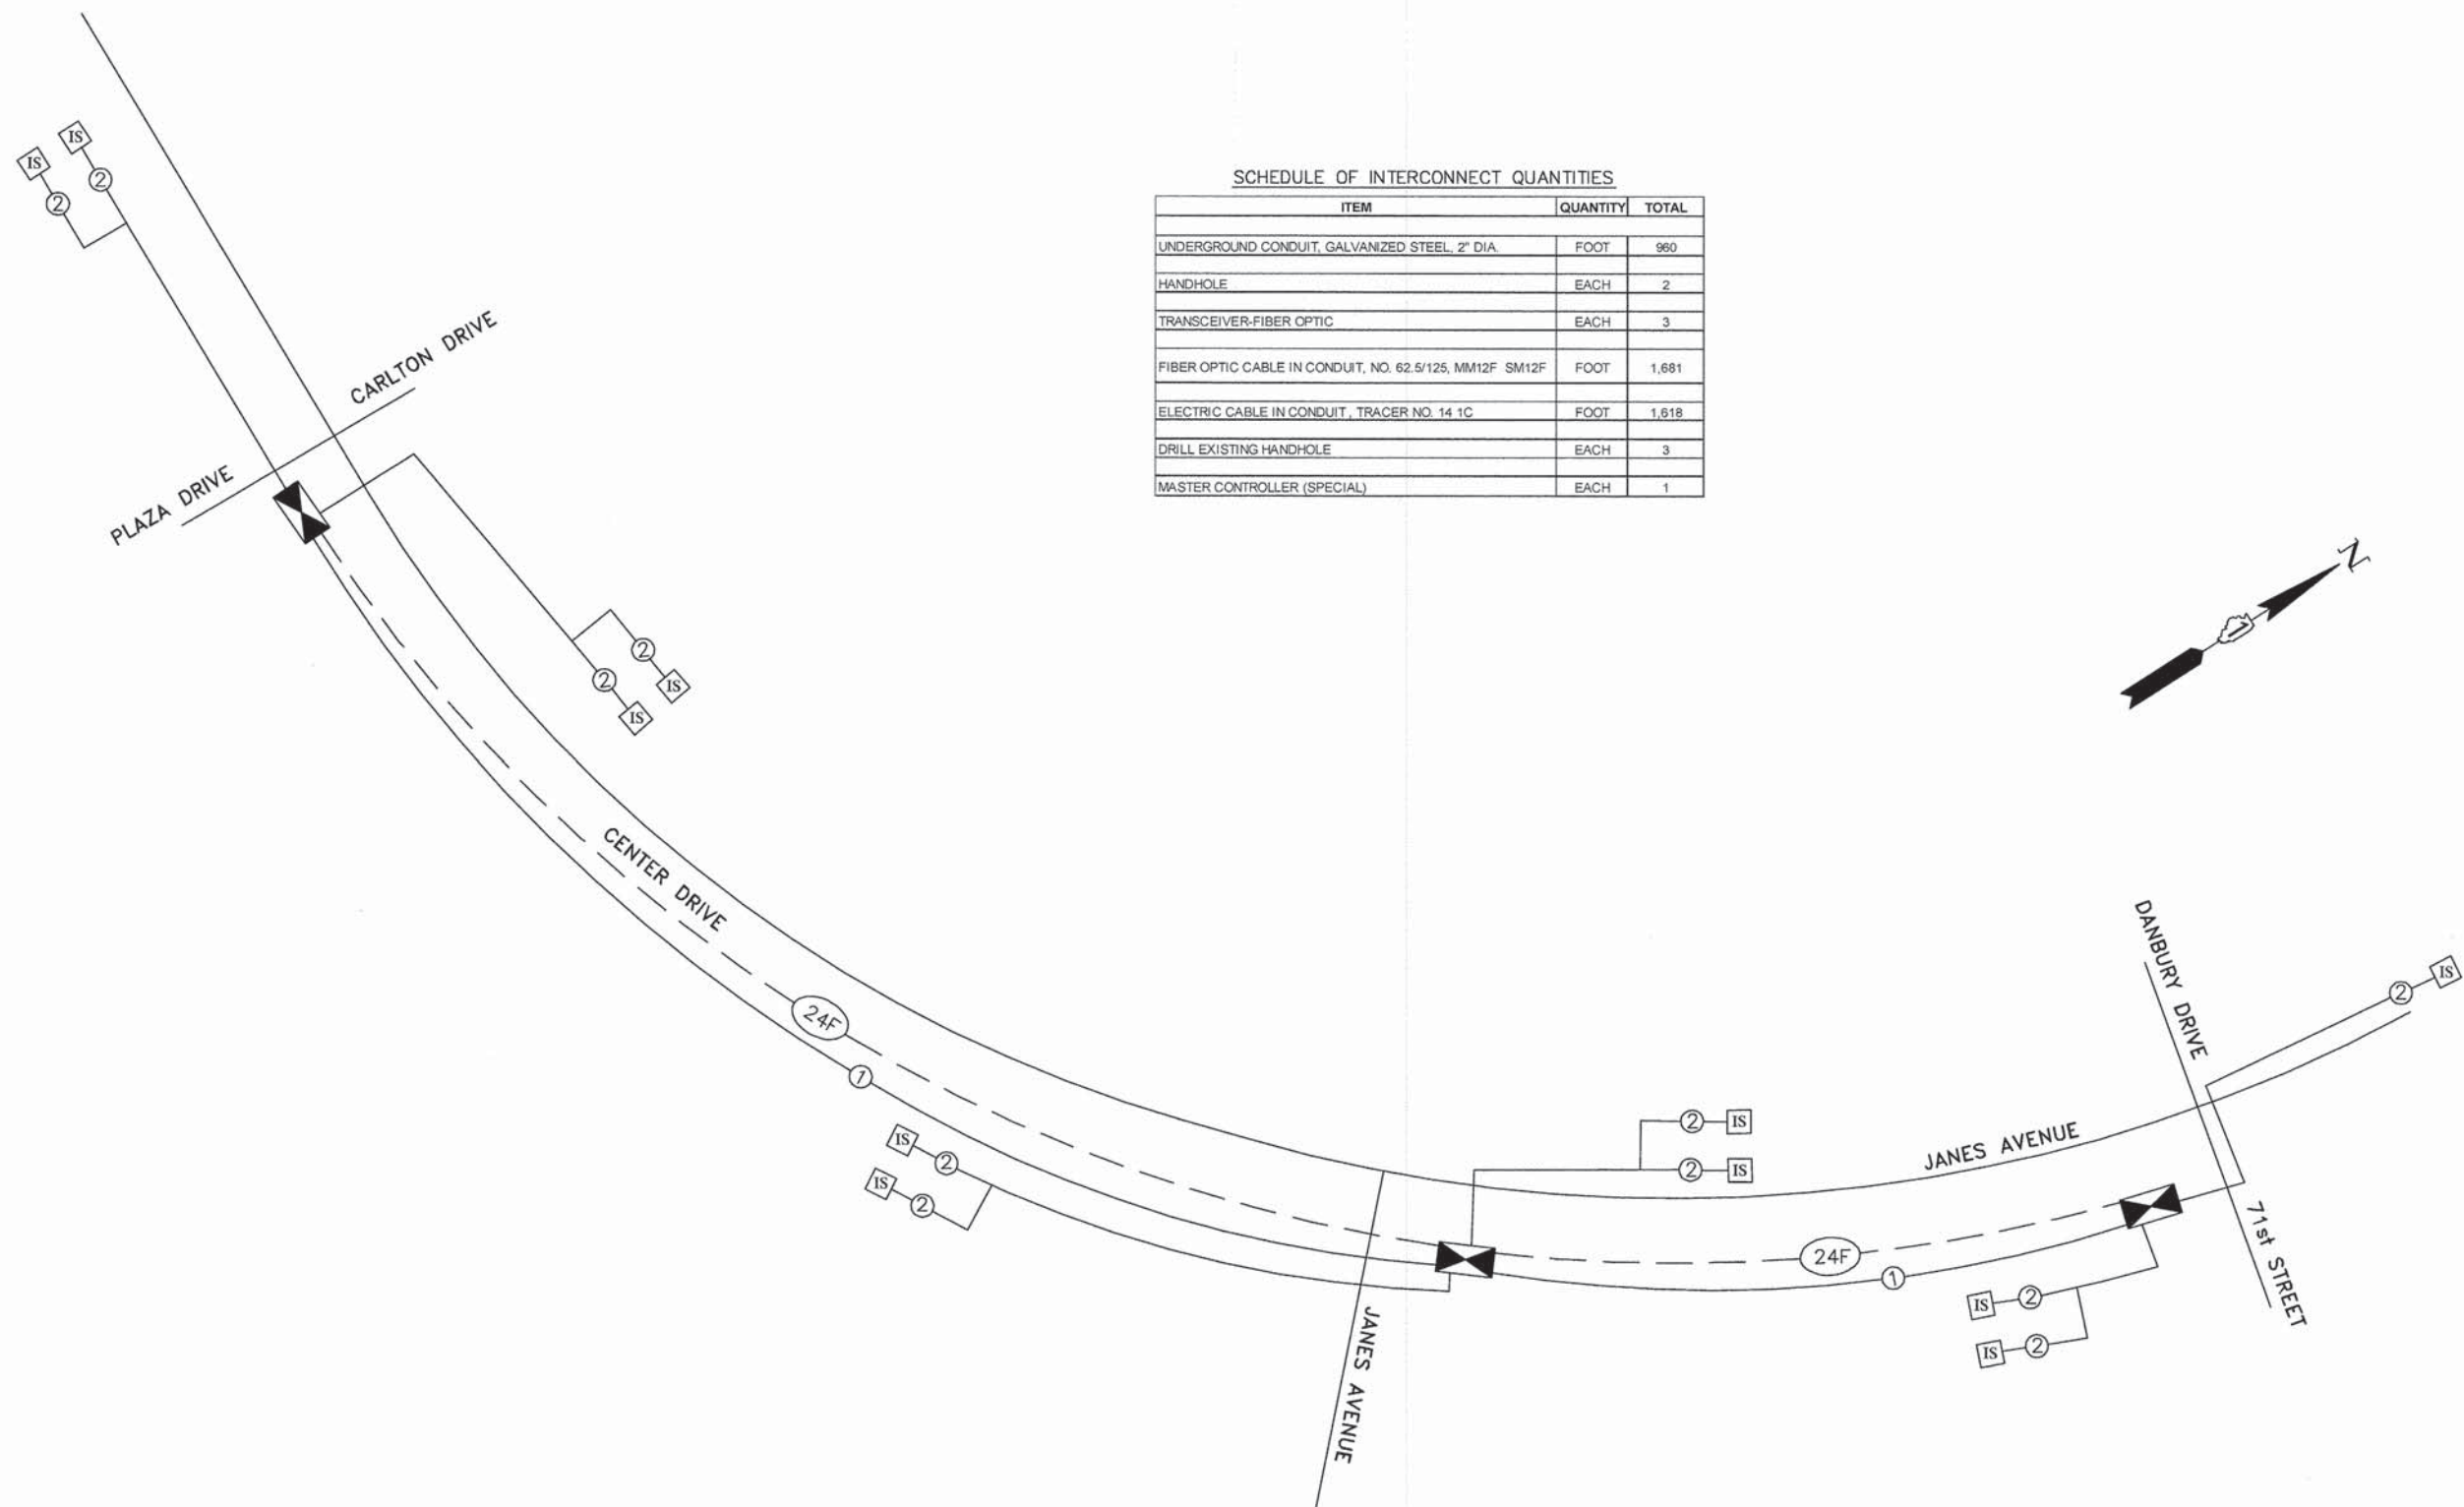 IS
IS
2
2
SCHEDULE OF INTERCONNECT QUANTITIES
ITEM QUANTITY TOTAL
UNDERGROUND CONDUIT, GALVANIZED STEEL, 2" DIA. FOOT 960
HANDHOLE EACH 2
TRANSCEIVER-FIBER OPTIC EACH 3
FIBER OPTIC CABLE IN CONDUIT, NO. 62.5/125, MM12F SM12F FOOT 1,681
ELECTRIC CABLE IN CONDUIT, TRACER NO. 14 1C FOOT 1,618
DRILL EXISTING HANDHOLE EACH 3
MASTER CONTROLLER (SPECIAL) EACH 1
CARLTON DRIVE
PLAZA DRIVE
N
1
2
2
IS
IS
CENTER DRIVE
24F
1
IS
2
IS
2
2 IS
2 IS
JANES AVENUE
DANBURY DRIVE
2
IS
71st STREET
24F
1
IS 2
IS 2
JANES AVENUE